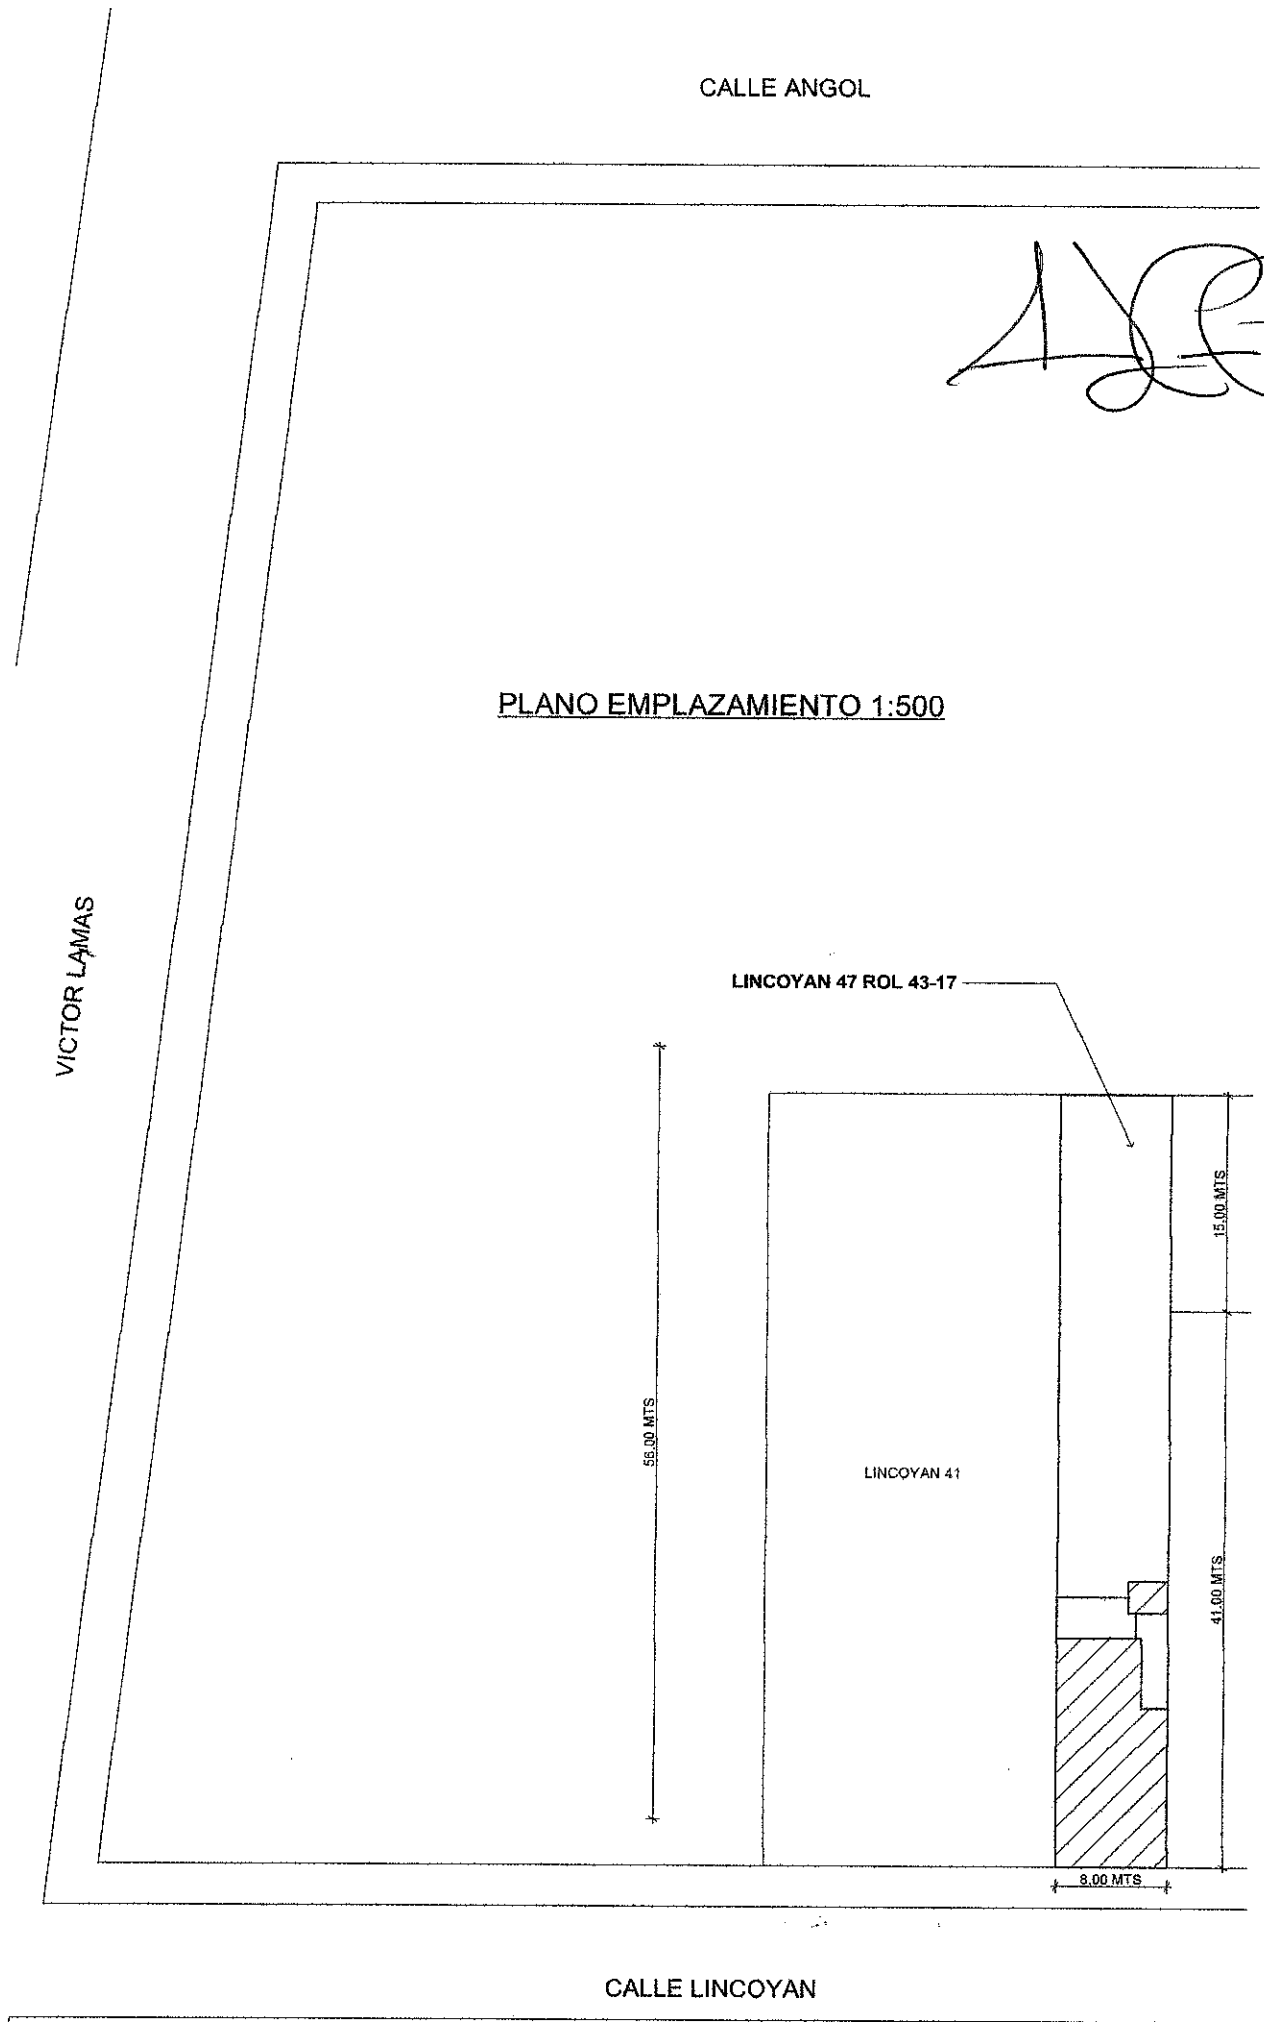 CALLE ANGOL
PLANO EMPLAZAMIENTO 1:500
VICTOR LAMAS
LINCOYAN 47 ROL 43-17
15.00 MTS
56.00 MTS
LINCOYAN 41
41.00 MTS
8.00 MTS
CALLE LINCOYAN